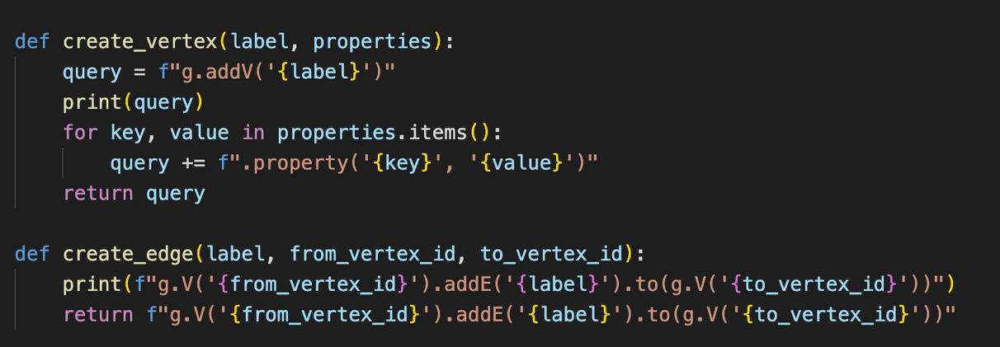 def create_vertex(label, properties):
    query = f"g.addV('{label}')"
    print(query)
    for key, value in properties.items():
        query += f".property('{key}', '{value}')"
    return query

def create_edge(label, from_vertex_id, to_vertex_id):
    print(f"g.V('{from_vertex_id}').addE('{label}').to(g.V('{to_vertex_id}'))")
    return f"g.V('{from_vertex_id}').addE('{label}').to(g.V('{to_vertex_id}'))"